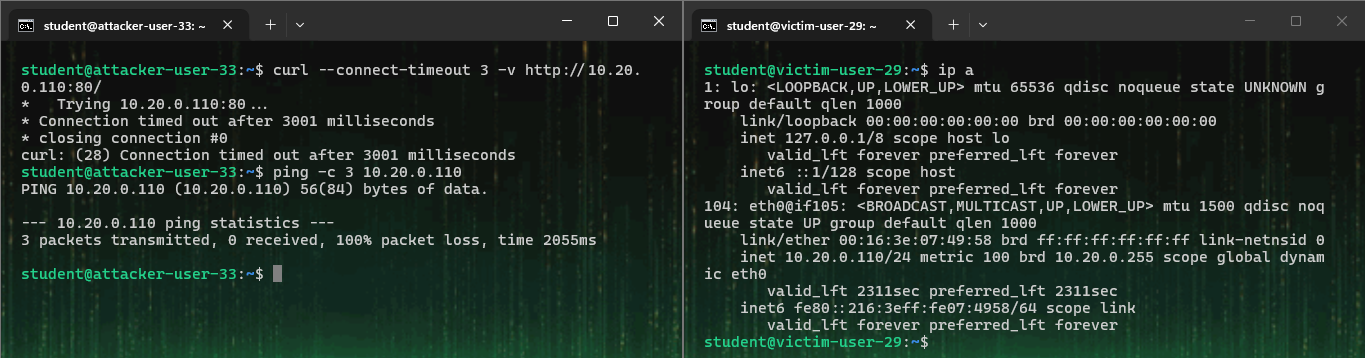 student@attacker-user-33: ~
student@attacker-user-33:~$ curl --connect-timeout 3 -v http://10.20.
0.110:80/
*   Trying 10.20.0.110:80...
* Connection timed out after 3001 milliseconds
* closing connection #0
curl: (28) Connection timed out after 3001 milliseconds
student@attacker-user-33:~$ ping -c 3 10.20.0.110
PING 10.20.0.110 (10.20.0.110) 56(84) bytes of data.
--- 10.20.0.110 ping statistics ---
3 packets transmitted, 0 received, 100% packet loss, time 2055ms
student@attacker-user-33:~$
student@victim-user-29: ~
student@victim-user-29:~$ ip a
1: lo: <LOOPBACK,UP,LOWER_UP> mtu 65536 qdisc noqueue state UNKNOWN g
roup default qlen 1000
    link/loopback 00:00:00:00:00:00 brd 00:00:00:00:00:00
    inet 127.0.0.1/8 scope host lo
       valid_lft forever preferred_lft forever
    inet6 ::1/128 scope host
       valid_lft forever preferred_lft forever
104: eth0@if105: <BROADCAST,MULTICAST,UP,LOWER_UP> mtu 1500 qdisc noq
ueue state UP group default qlen 1000
    link/ether 00:16:3e:07:49:58 brd ff:ff:ff:ff:ff:ff link-netnsid 0
    inet 10.20.0.110/24 metric 100 brd 10.20.0.255 scope global dynam
ic eth0
       valid_lft 2311sec preferred_lft 2311sec
    inet6 fe80::216:3eff:fe07:4958/64 scope link
       valid_lft forever preferred_lft forever
student@victim-user-29:~$